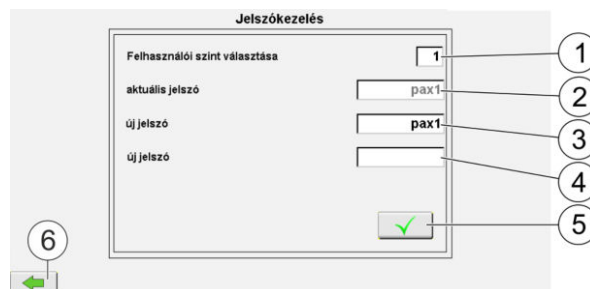 Jelszókezelés
Felhasználói szint választása 1 1
aktuális jelszó pax1 2
új jelszó pax1 3
új jelszó 4
5
6